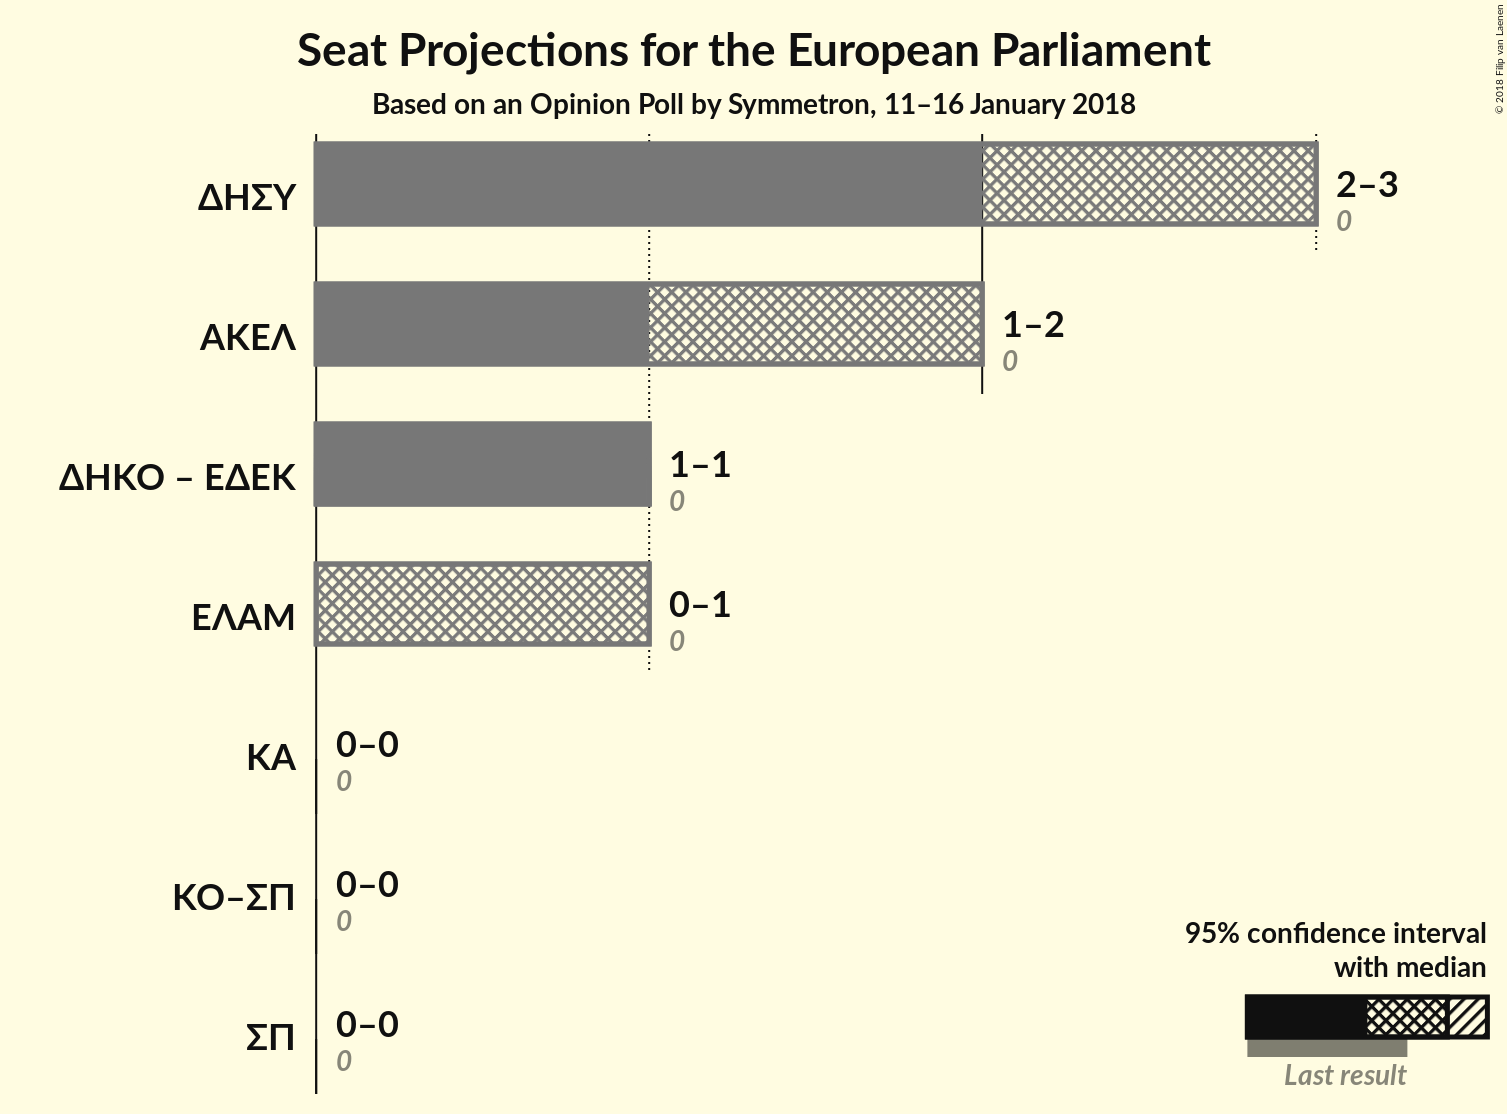 Seat Projections for the European Parliament
Based on an Opinion Poll by Symmetron, 11–16 January 2018
© 2018 Filip van Laenen
ΔΗΣΥ
2–3
0
ΑΚΕΛ
1–2
0
ΔΗΚΟ – ΕΔΕΚ
1–1
0
ΕΛΑΜ
0–1
0
ΚΑ
0–0
0
ΚΟ–ΣΠ
0–0
0
ΣΠ
0–0
0
95% confidence interval
with median
Last result